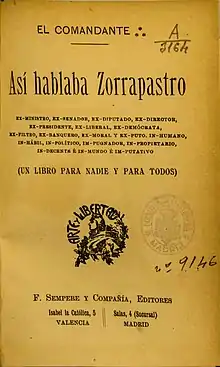 EL COMANDANTE
A
3164
Así hablaba Zorrapastro
EX-MINISTRO, EX-SENADOR, EX-DIPUTADO, EX-DIRECTOR,
EX-PRESIDENTE, EX-LIBERAL, EX-DEMÓCRATA,
EX-FILTRO, EX-BANQUERO, EX-MORAL Y EX-PUTO. IN-HUMANO,
IN-HÁBIL, IN-POLÍTICO, IM-PUGNADOR, IN-PROPIETARIO,
IN-DECENTE É IN-MUNDO É IM-PUTATIVO
(UN LIBRO PARA NADIE Y PARA TODOS)
ARTE Y LIBERTAD
nº 9146
F. SEMPERE Y COMPAÑÍA, EDITORES
Isabel la Católica, 5
VALENCIA
Salas, 4 (Sucursal)
MADRID